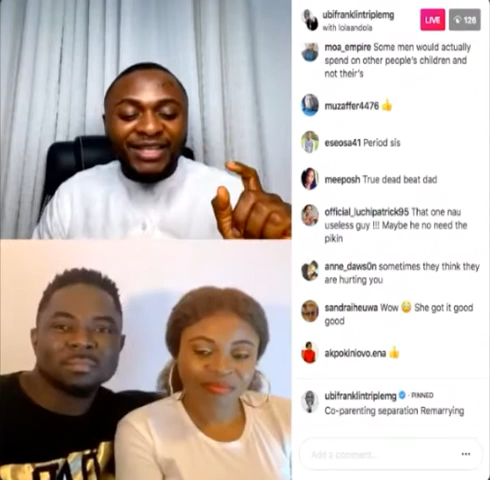 ubifranklintriplemg
LIVE
126
with lolaandola
moa_empire Some men would actually
spend on other people's children and
not their's
muzaffer4476 👍
eseosa41 Period sis
meeposh True dead beat dad
official_luchipatrick95 That one nau
useless guy !!! Maybe he no need the
pikin
anne_daws0n sometimes they think they
are hurting you
sandraiheuwa Wow 😳 She got it good
good
akpokiniovo.ena 👍
ubifranklintriplemg · PINNED
Co-parenting separation Remarrying
Add a comment...